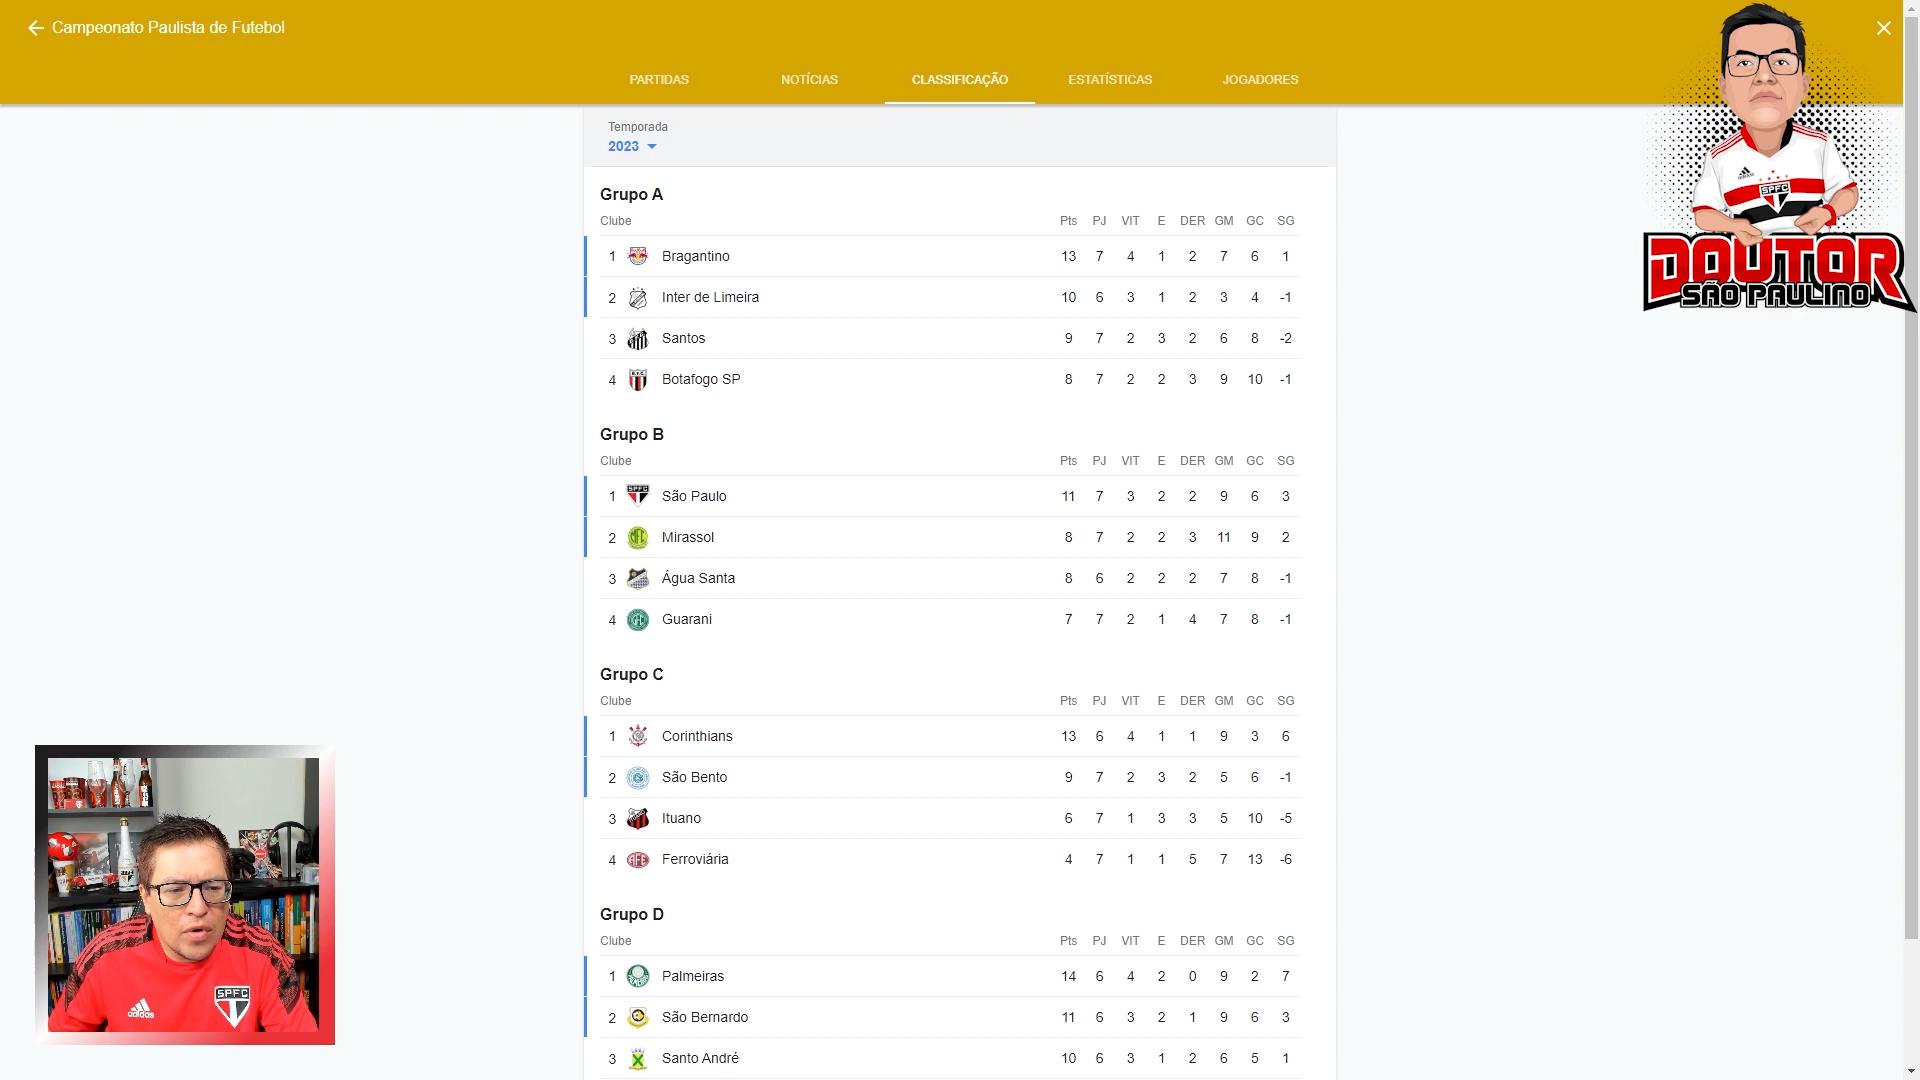 Campeonato Paulista de Futebol
PARTIDAS NOTÍCIAS CLASSIFICAÇÃO ESTATÍSTICAS JOGADORES
Temporada
2023
Grupo A
Clube Pts PJ VIT E DER GM GC SG
1 Bragantino 13 7 4 1 2 7 6 1
2 Inter de Limeira 10 6 3 1 2 3 4 -1
3 Santos 9 7 2 3 2 6 8 -2
4 Botafogo SP 8 7 2 2 3 9 10 -1
Grupo B
Clube Pts PJ VIT E DER GM GC SG
1 São Paulo 11 7 3 2 2 9 6 3
2 Mirassol 8 7 2 2 3 11 9 2
3 Água Santa 8 6 2 2 2 7 8 -1
4 Guarani 7 7 2 1 4 7 8 -1
Grupo C
Clube Pts PJ VIT E DER GM GC SG
1 Corinthians 13 6 4 1 1 9 3 6
2 São Bento 9 7 2 3 2 5 6 -1
3 Ituano 6 7 1 3 3 5 10 -5
4 Ferroviária 4 7 1 1 5 7 13 -6
Grupo D
Clube Pts PJ VIT E DER GM GC SG
1 Palmeiras 14 6 4 2 0 9 2 7
2 São Bernardo 11 6 3 2 1 9 6 3
3 Santo André 10 6 3 1 2 6 5 1
adidas
SPFC
DOUTOR
SÃO PAULINO
adidas
SPFC